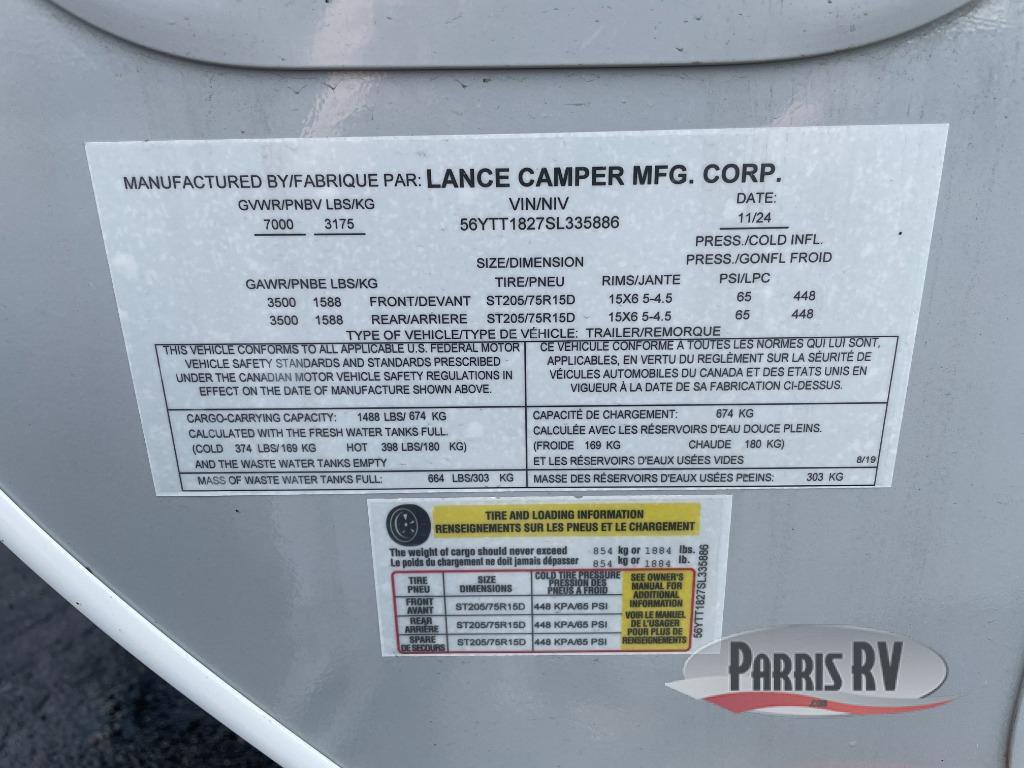 MANUFACTURED BY/FABRIQUE PAR: LANCE CAMPER MFG. CORP.
GVWR/PNBV LBS/KG VIN/NIV DATE:
7000 3175 56YTT1827SL335886 11/24
PRESS./COLD INFL.
SIZE/DIMENSION PRESS./GONFL FROID
GAWR/PNBE LBS/KG TIRE/PNEU RIMS/JANTE PSI/LPC
3500 1588 FRONT/DEVANT ST205/75R15D 15X6 5-4.5 65 448
3500 1588 REAR/ARRIERE ST205/75R15D 15X6 5-4.5 65 448
TYPE OF VEHICLE/TYPE DE VÉHICLE: TRAILER/REMORQUE
THIS VEHICLE CONFORMS TO ALL APPLICABLE U.S. FEDERAL MOTOR
VEHICLE SAFETY STANDARDS AND STANDARDS PRESCRIBED
UNDER THE CANADIAN MOTOR VEHICLE SAFETY REGULATIONS IN
EFFECT ON THE DATE OF MANUFACTURE SHOWN ABOVE.
CE VEHICULE CONFORME À TOUTES LES NORMES QUI LUI SONT,
APPLICABLES, EN VERTU DU REGLEMENT SUR LA SÉURITÉ DE
VÉICULES AUTOMOBILES DU CANADA ET DES ETATS UNIS EN
VIGUEUR À LA DATE DE SA FABRICATION CI-DESSUS.
CARGO-CARRYING CAPACITY: 1488 LBS/ 674 KG
CALCULATED WITH THE FRESH WATER TANKS FULL.
(COLD 374 LBS/169 KG HOT 398 LBS/180 KG)
AND THE WASTE WATER TANKS EMPTY
CAPACITÉ DE CHARGEMENT: 674 KG
CALCULÉE AVEC LES RÉSERVOIRS D'EAU DOUCE PLEINS.
(FROIDE 169 KG CHAUDE 180 KG)
ET LES RÉSERVOIRS D'EAUX USÉES VIDES 8/19
MASS OF WASTE WATER TANKS FULL: 664 LBS/303 KG
MASSE DES RÉSERVOIRS D'EAUX USÉES PLEINS: 303 KG
TIRE AND LOADING INFORMATION
RENSEIGNEMENTS SUR LES PNEUS ET LE CHARGEMENT
The weight of cargo should never exceed 854 kg or 1884 lbs.
Le poids du chargement ne doit jamais dépasser 854 kg or 1884 lb.
TIRE
PNEU
SIZE
DIMENSIONS
COLD TIRE PRESSURE
PRESSION DES
PNEUS A FROID
FRONT
AVANT
ST205/75R15D 448 KPA/65 PSI
REAR
ARRIÈRE
ST205/75R15D 448 KPA/65 PSI
SPARE
DE SECOURS
ST205/75R15D 448 KPA/65 PSI
SEE OWNER'S
MANUAL FOR
ADDITIONAL
INFORMATION
VOIR LE MANUEL
DE L'USAGER
POUR PLUS DE
RENSEIGNEMENTS
56YTT1827SL335886
PARRIS RV
.com